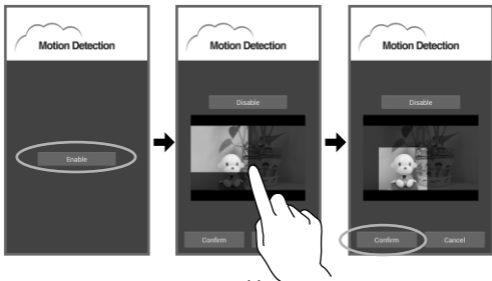 Motion Detection
Enable
Motion Detection
Disable
Confirm
Motion Detection
Disable
Confirm Cancel